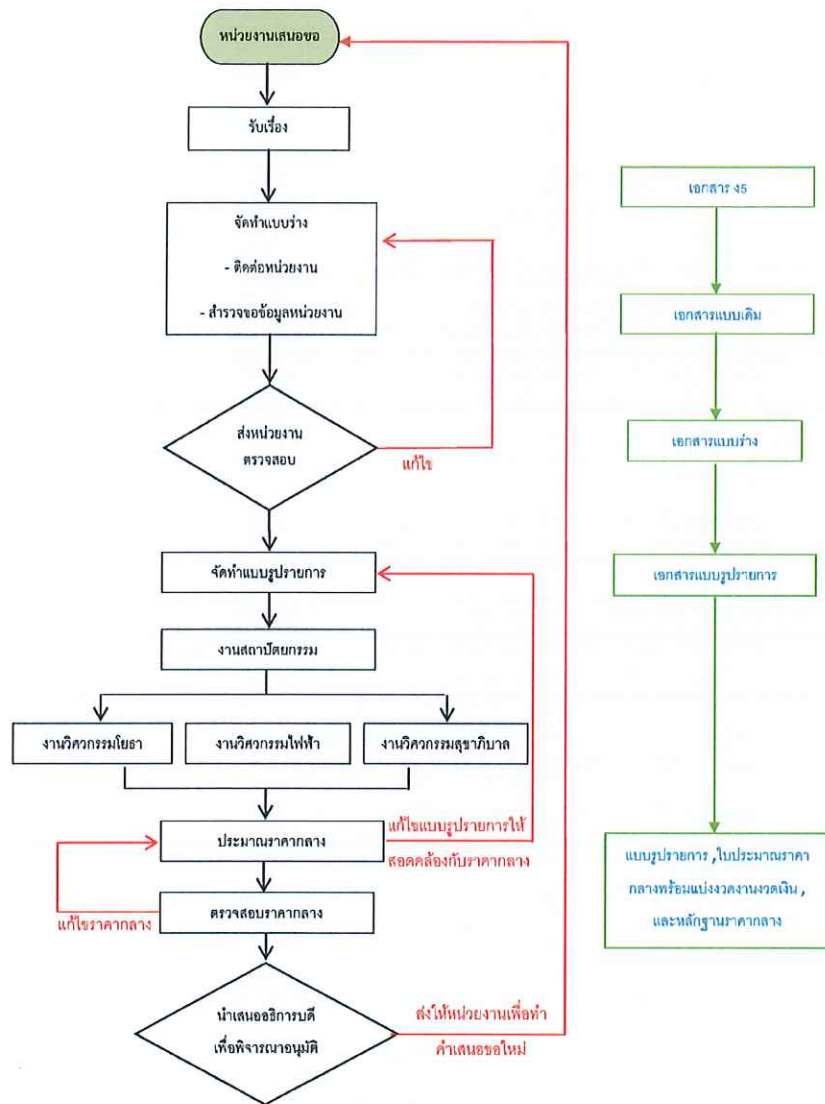 หน่วยงานเสนอขอ
รับเรื่อง
จัดทำแบบร่าง
- ติดต่อหน่วยงาน
- สำรวจขอข้อมูลหน่วยงาน
ส่งหน่วยงาน
ตรวจสอบ
แก้ไข
จัดทำแบบรูปรายการ
งานสถาปัตยกรรม
งานวิศวกรรมโยธา
งานวิศวกรรมไฟฟ้า
งานวิศวกรรมสุขาภิบาล
ประมาณราคากลาง
แก้ไขแบบรูปรายการให้
สอดคล้องกับราคากลาง
ตรวจสอบราคากลาง
แก้ไขราคากลาง
นำเสนออธิการบดี
เพื่อพิจารณาอนุมัติ
ส่งให้หน่วยงานเพื่อทำ
คำเสนอขอใหม่
เอกสาร ง5
เอกสารแบบเดิม
เอกสารแบบร่าง
เอกสารแบบรูปรายการ
แบบรูปรายการ ,ใบประมาณราคา
กลางพร้อมแบ่งงวดงานงวดเงิน ,
และหลักฐานราคากลาง